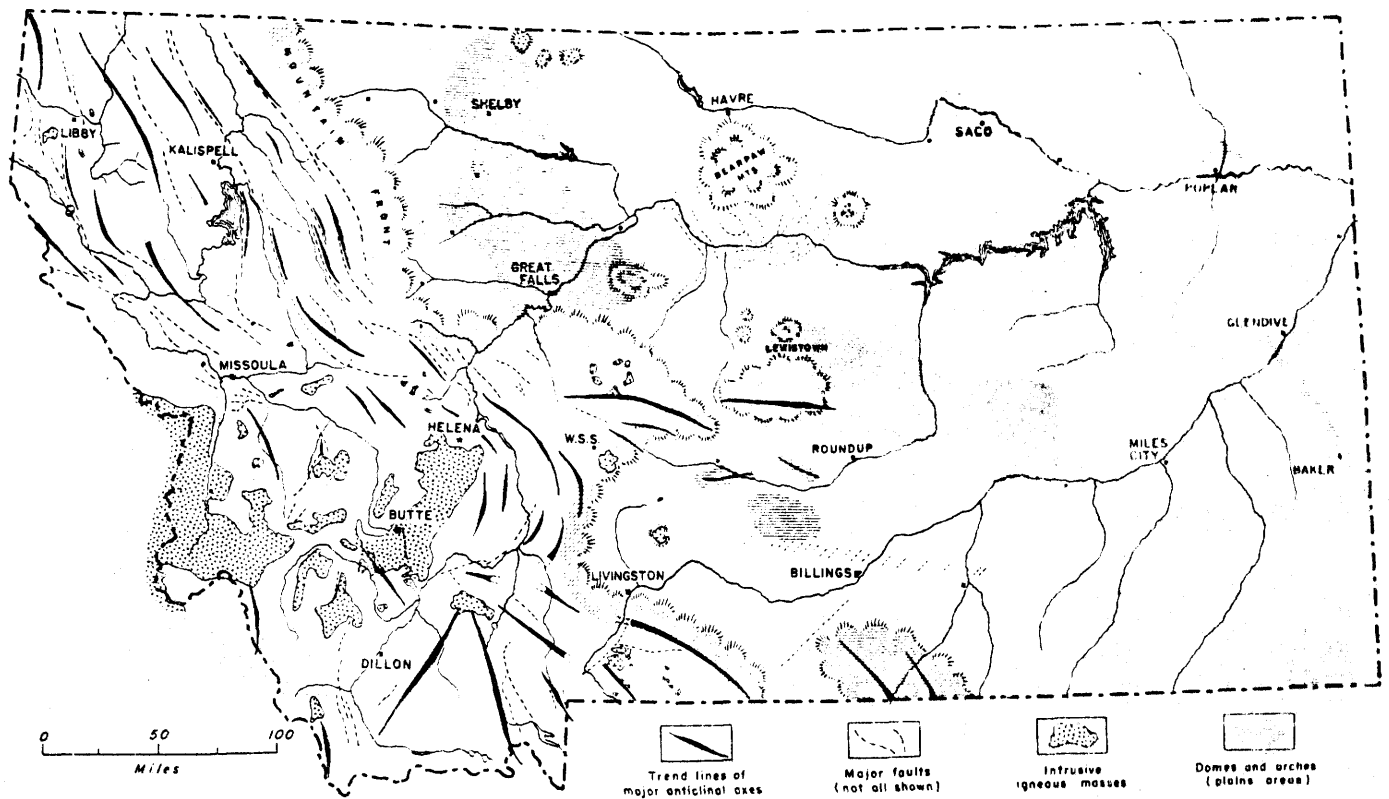 MOUNTAIN
FRONT
SHELBY
HAVRE
SACO
LIBBY
KALISPELL
BEARPAW
MTS
POPLAR
GREAT
FALLS
GLENDIVE
LEWISTOWN
MISSOULA
HELENA
W.S.S.
ROUNDUP
MILES
CITY
BAKER
BUTTE
LIVINGSTON
BILLINGS
DILLON
0 50 100
Miles
Trend lines of
major anticlinal axes
Major faults
(not all shown)
Intrusive
igneous masses
Domes and arches
(plains areas)